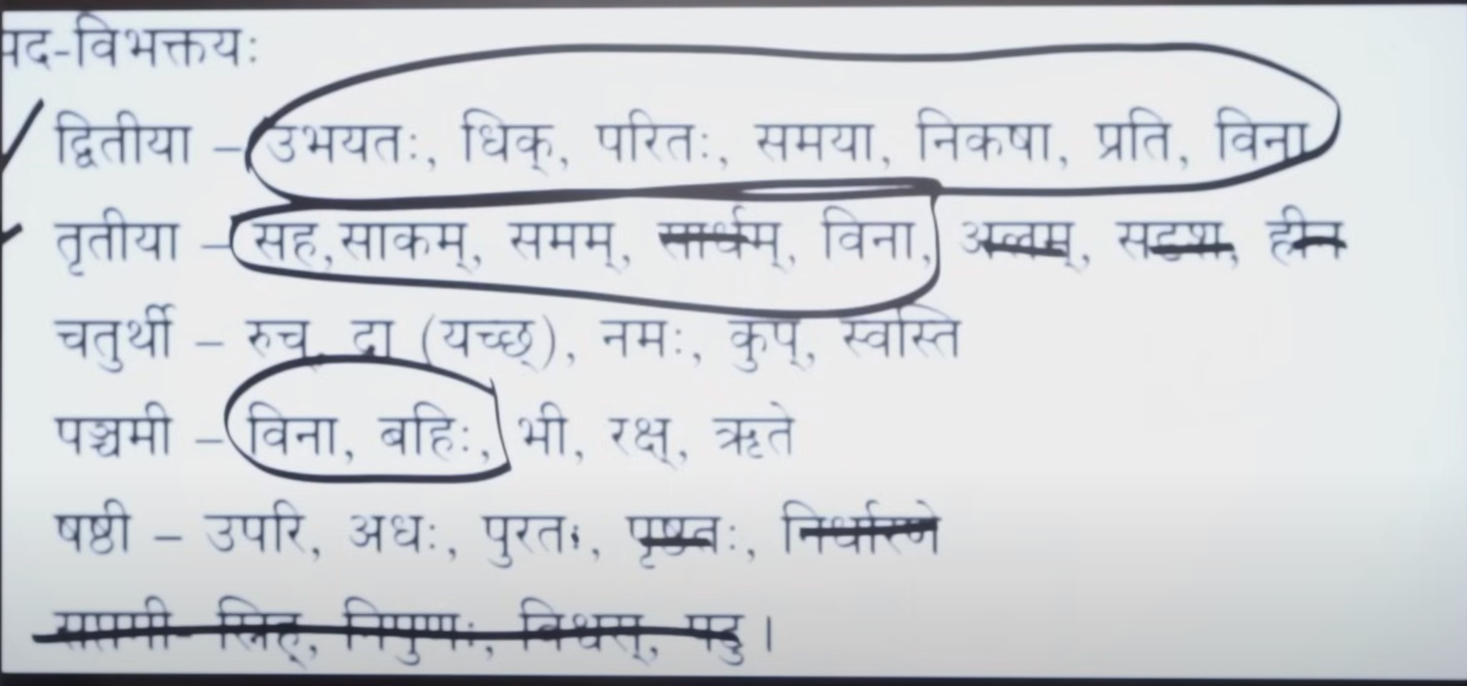 पद-विभक्तयः
द्वितीया – उभयतः, धिक्, परितः, समया, निकषा, प्रति, विना
तृतीया – सह,साकम्, समम्, सार्धम्, विना, अलम्, सदृश, हीन
चतुर्थी – रुच्, दा (यच्छ्), नमः, कुप्, स्वस्ति
पञ्चमी – विना, बहिः, भी, रक्ष्, ऋते
षष्ठी – उपरि, अधः, पुरतः, पृष्ठतः, निर्धारणे
सप्तमी – स्निह्, निपुणः, विश्वस्, पटु ।